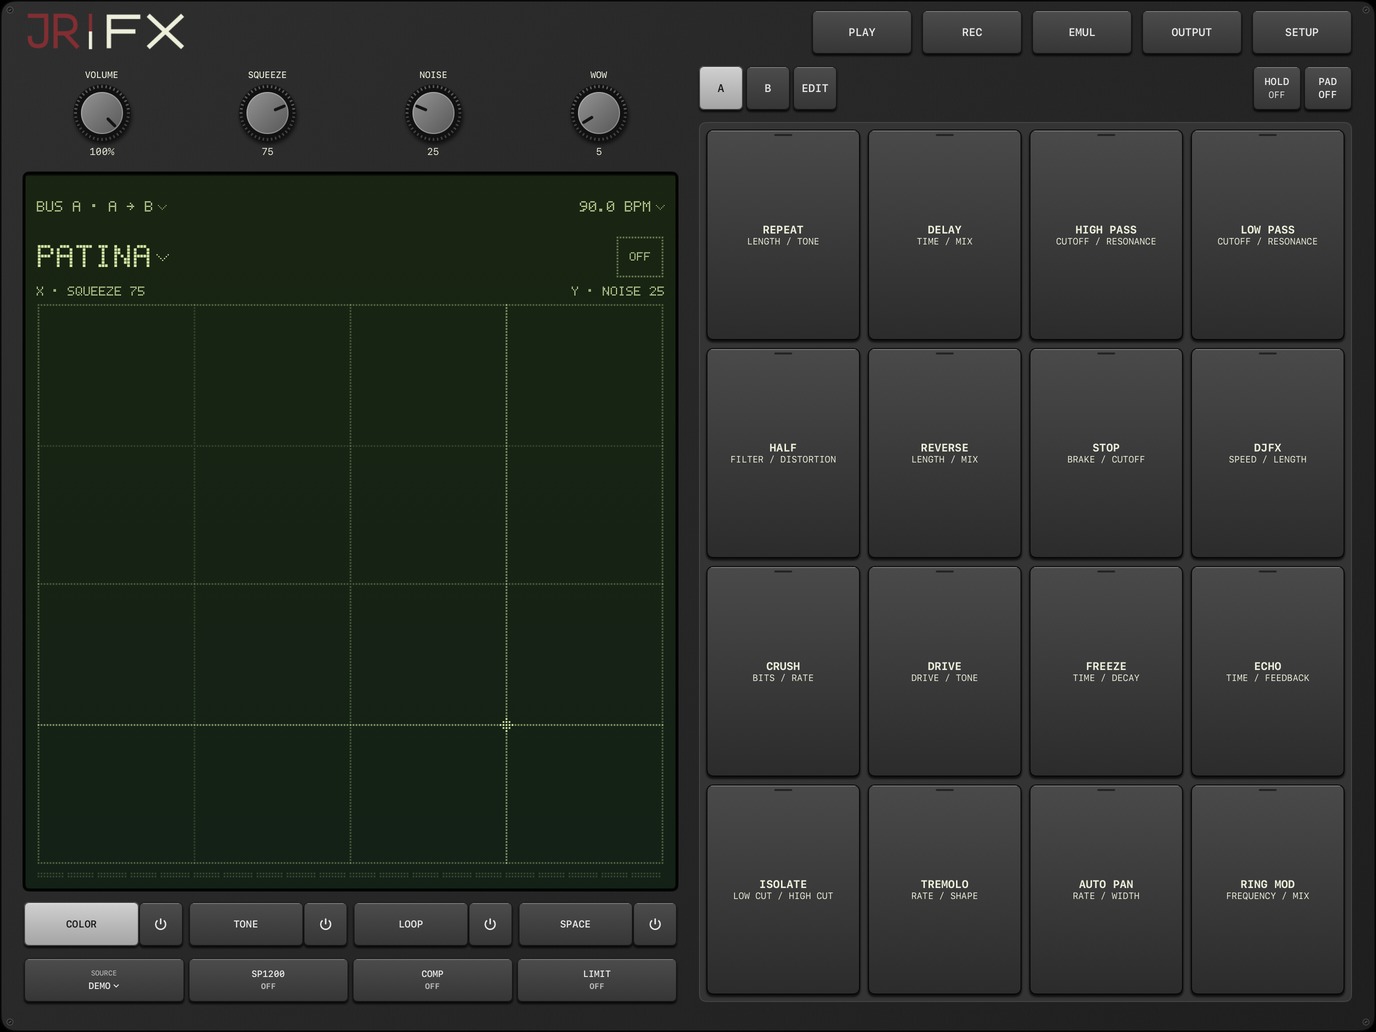 JRiFX
PLAY
REC
EMUL
OUTPUT
SETUP
VOLUME
100%
SQUEEZE
75
NOISE
25
WOW
5
A
B
EDIT
HOLD
OFF
PAD
OFF
BUS A · A → B
90.0 BPM
PATINA
OFF
X · SQUEEZE 75
Y · NOISE 25
REPEAT
LENGTH / TONE
DELAY
TIME / MIX
HIGH PASS
CUTOFF / RESONANCE
LOW PASS
CUTOFF / RESONANCE
HALF
FILTER / DISTORTION
REVERSE
LENGTH / MIX
STOP
BRAKE / CUTOFF
DJFX
SPEED / LENGTH
CRUSH
BITS / RATE
DRIVE
DRIVE / TONE
FREEZE
TIME / DECAY
ECHO
TIME / FEEDBACK
ISOLATE
LOW CUT / HIGH CUT
TREMOLO
RATE / SHAPE
AUTO PAN
RATE / WIDTH
RING MOD
FREQUENCY / MIX
COLOR
TONE
LOOP
SPACE
SOURCE
DEMO
SP1200
OFF
COMP
OFF
LIMIT
OFF